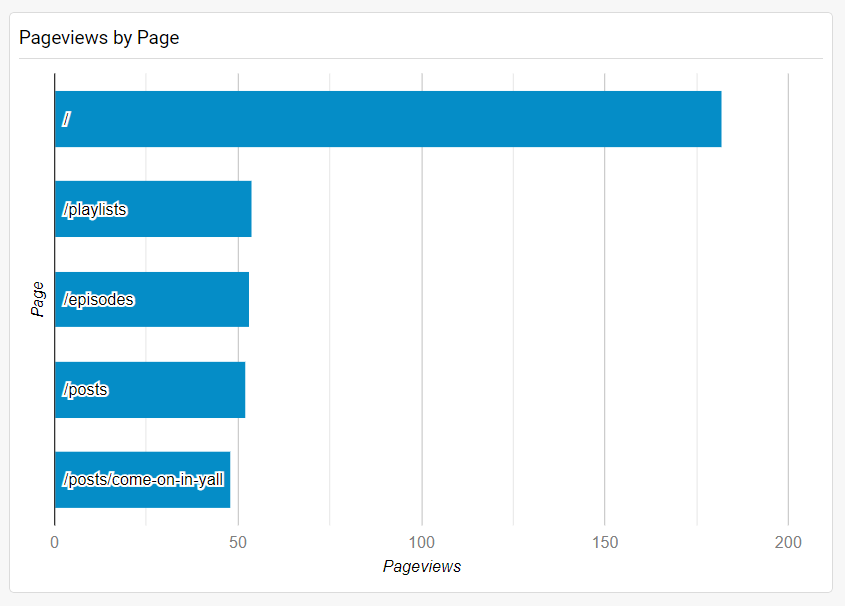 Pageviews by Page
/
/playlists
/episodes
/posts
/posts/come-on-in-yall
Page
0 50 100 150 200
Pageviews